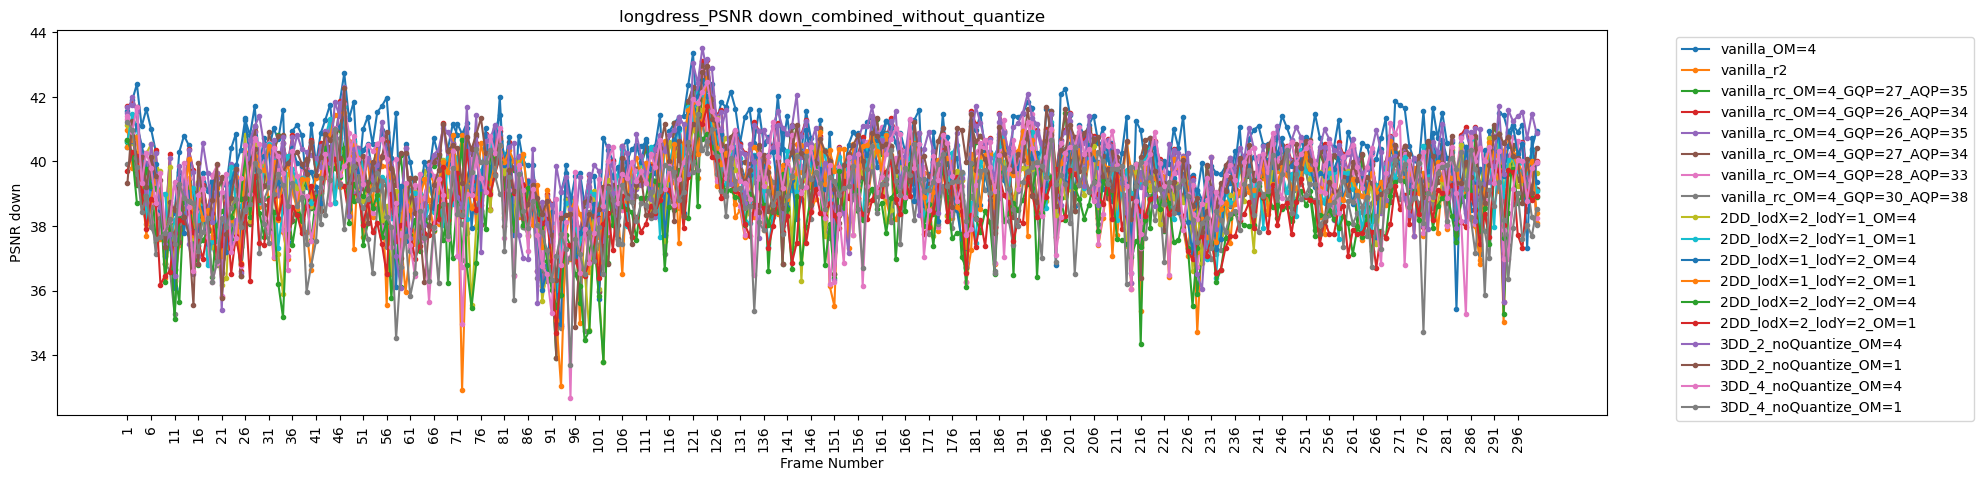 longdress_PSNR down_combined_without_quantize
PSNR down
44
42
40
38
36
34
1 6 11 16 21 26 31 36 41 46 51 56 61 66 71 76 81 86 91 96 101 106 111 116 121 126 131 136 141 146 151 156 161 166 171 176 181 186 191 196 201 206 211 216 221 226 231 236 241 246 251 256 261 266 271 276 281 286 291 296
Frame Number
vanilla_OM=4
vanilla_r2
vanilla_rc_OM=4_GQP=27_AQP=35
vanilla_rc_OM=4_GQP=26_AQP=34
vanilla_rc_OM=4_GQP=26_AQP=35
vanilla_rc_OM=4_GQP=27_AQP=34
vanilla_rc_OM=4_GQP=28_AQP=33
vanilla_rc_OM=4_GQP=30_AQP=38
2DD_lodX=2_lodY=1_OM=4
2DD_lodX=2_lodY=1_OM=1
2DD_lodX=1_lodY=2_OM=4
2DD_lodX=1_lodY=2_OM=1
2DD_lodX=2_lodY=2_OM=4
2DD_lodX=2_lodY=2_OM=1
3DD_2_noQuantize_OM=4
3DD_2_noQuantize_OM=1
3DD_4_noQuantize_OM=4
3DD_4_noQuantize_OM=1